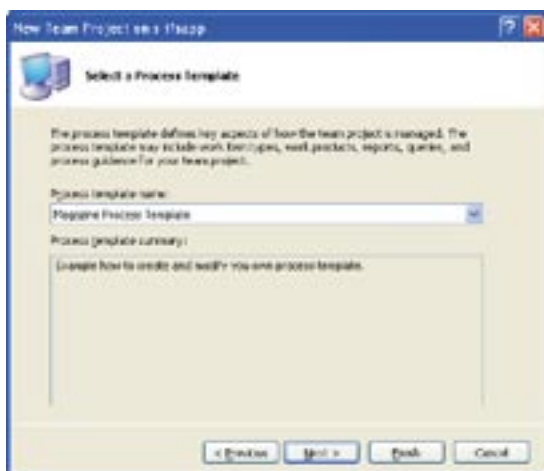 New Team Project on
Select a Process Template
The process template defines key aspects of how the team project is managed. The
process template may include work item types, work products, reports, queries, and
process guidance for your team project.
Process template name:
Magazine Process Template
Process template summary:
Example how to create and modify you own process template.
< Previous
Next >
Finish
Cancel